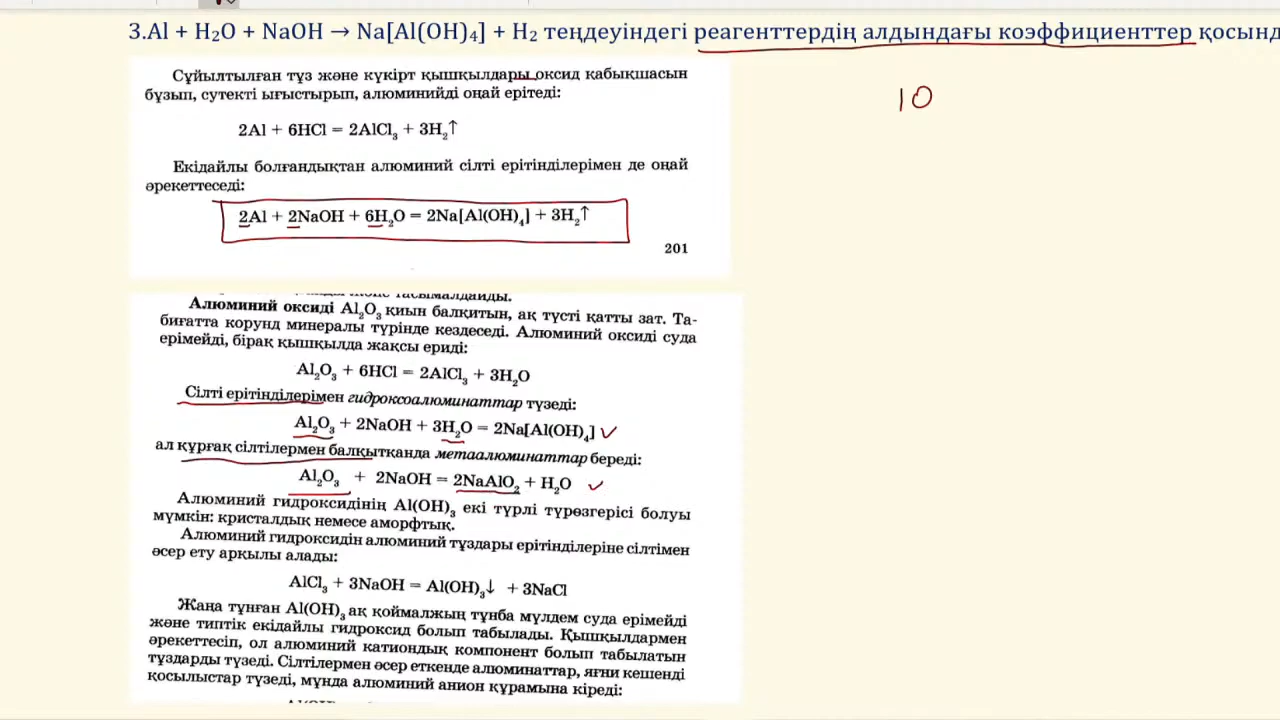 3.Al + H₂O + NaOH → Na[Al(OH)₄] + H₂ теңдеуіндегі реагенттердің алдындағы коэффициенттер қосынд
10
Сұйылтылған тұз және күкірт қышқылдары оксид қабықшасын
бұзып, сутекті ығыстырып, алюминийді оңай ерітеді:
2Al + 6HCl = 2AlCl₃ + 3H₂↑
Екідайлы болғандықтан алюминий сілті ерітінділерімен де оңай
әрекеттеседі:
2Al + 2NaOH + 6H₂O = 2Na[Al(OH)₄] + 3H₂↑
201
тасымалдайды.
Алюминий оксиді Al₂O₃ қиын балқитын, ақ түсті қатты зат. Та-
биғатта корунд минералы түрінде кездеседі. Алюминий оксиді суда
ерімейді, бірақ қышқылда жақсы ериді:
Al₂O₃ + 6HCl = 2AlCl₃ + 3H₂O
Сілті ерітінділерімен гидроксоалюминаттар түзеді:
Al₂O₃ + 2NaOH + 3H₂O = 2Na[Al(OH)₄] ✓
ал құрғақ сілтілермен балқытқанда метаалюминаттар береді:
Al₂O₃ + 2NaOH = 2NaAlO₂ + H₂O ✓
Алюминий гидроксидінің Al(OH)₃ екі түрлі түрөзгерісі болуы
мүмкін: кристалдық немесе аморфтық.
Алюминий гидроксидін алюминий тұздары ерітінділеріне сілтімен
әсер ету арқылы алады:
AlCl₃ + 3NaOH = Al(OH)₃↓ + 3NaCl
Жаңа тұнған Al(OH)₃ ақ қоймалжың тұнба мүлдем суда ерімейді
және типтік екідайлы гидроксид болып табылады. Қышқылдармен
әрекеттесіп, ол алюминий катиондық компонент болып табылатын
тұздарды түзеді. Сілтілермен әсер еткенде алюминаттар, яғни кешенді
қосылыстар түзеді, мұнда алюминий анион құрамына кіреді: